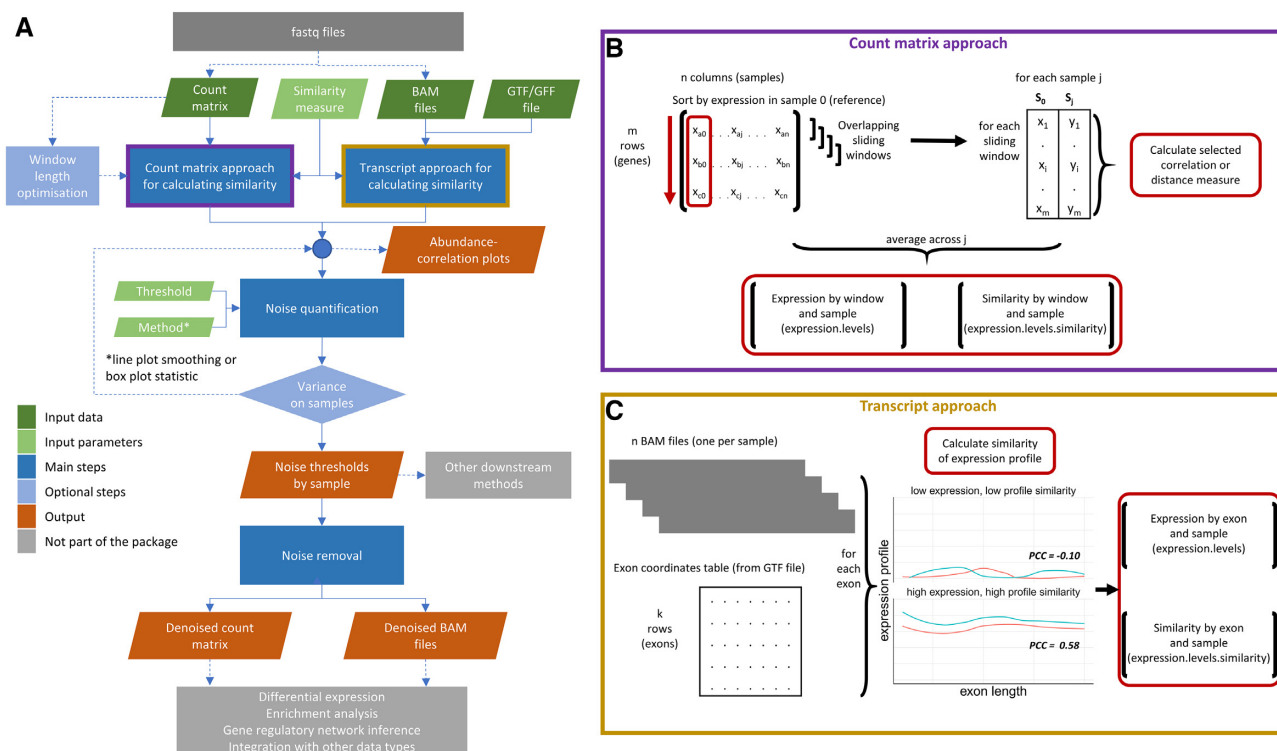 A
fastq files
Count
matrix
Similarity
measure
BAM
files
GTF/GFF
file
Window
length
optimisation
Count matrix approach
for calculating similarity
Transcript approach for
calculating similarity
Abundance-
correlation plots
Threshold
Method*
Noise quantification
*line plot smoothing or
box plot statistic
Variance
on samples
Input data
Input parameters
Main steps
Optional steps
Output
Not part of the package
Noise thresholds
by sample
Other downstream
methods
Noise removal
Denoised count
matrix
Denoised BAM
files
Differential expression
Enrichment analysis
Gene regulatory network inference
Integration with other data types
B
Count matrix approach
n columns (samples)
Sort by expression in sample 0 (reference)
m
rows
(genes)
xa0 . . xaj . . . . xan
xb0 . . xbj . . . . xbn
xc0 . . xcj . . . . xcn
Overlapping
sliding
windows
for each sample j
for each
sliding
window
S0 Sj
x1 y1
. .
xi yi
. .
xm ym
Calculate selected
correlation or
distance measure
average across j
Expression by window
and sample
(expression.levels)
Similarity by window
and sample
(expression.levels.similarity)
C
Transcript approach
n BAM files (one per sample)
Exon coordinates table (from GTF file)
k
rows
(exons)
for
each
exon
Calculate similarity
of expression profile
low expression, low profile similarity
PCC = -0.10
high expression, high profile similarity
PCC = 0.58
expression profile
exon length
Expression by exon
and sample
(expression.levels)
Similarity by exon
and sample
(expression.levels.similarity)